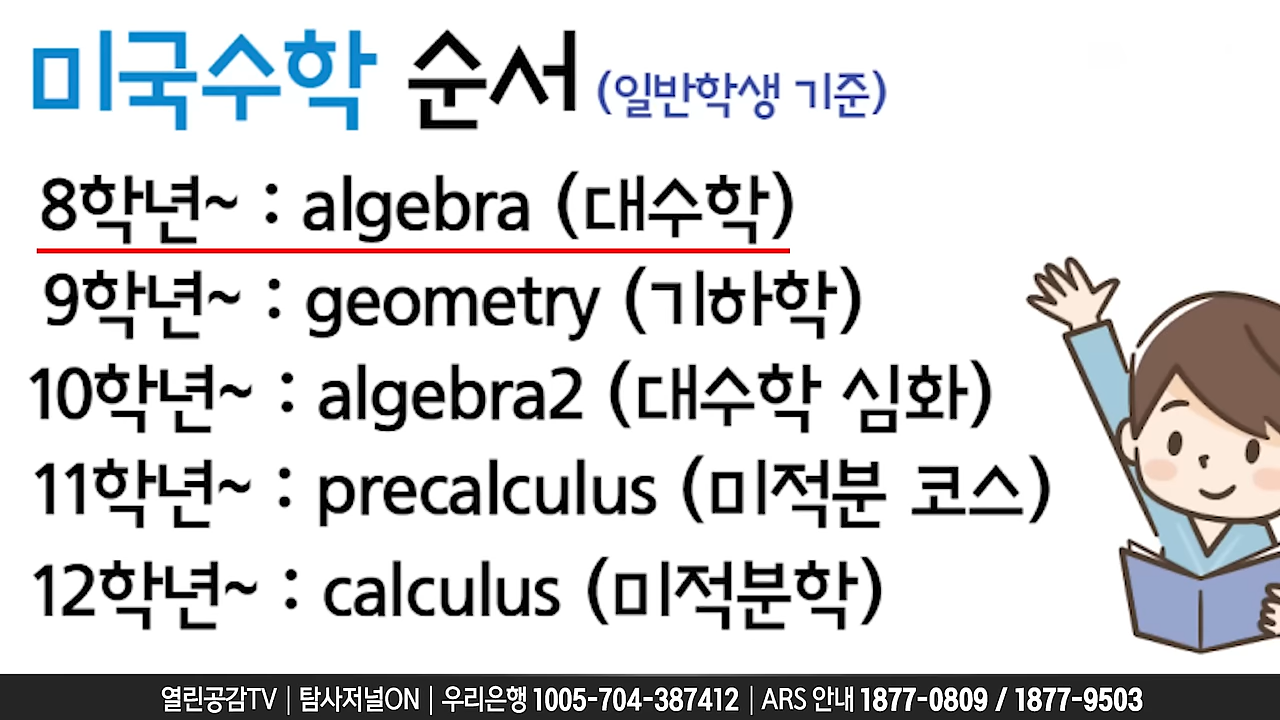 미국수학 순서 (일반학생 기준)
8학년~ : algebra (대수학)
9학년~ : geometry (기하학)
10학년~ : algebra2 (대수학 심화)
11학년~ : precalculus (미적분 코스)
12학년~ : calculus (미적분학)
열린공감TV | 탐사저널ON | 우리은행 1005-704-387412 | ARS 안내 1877-0809 / 1877-9503